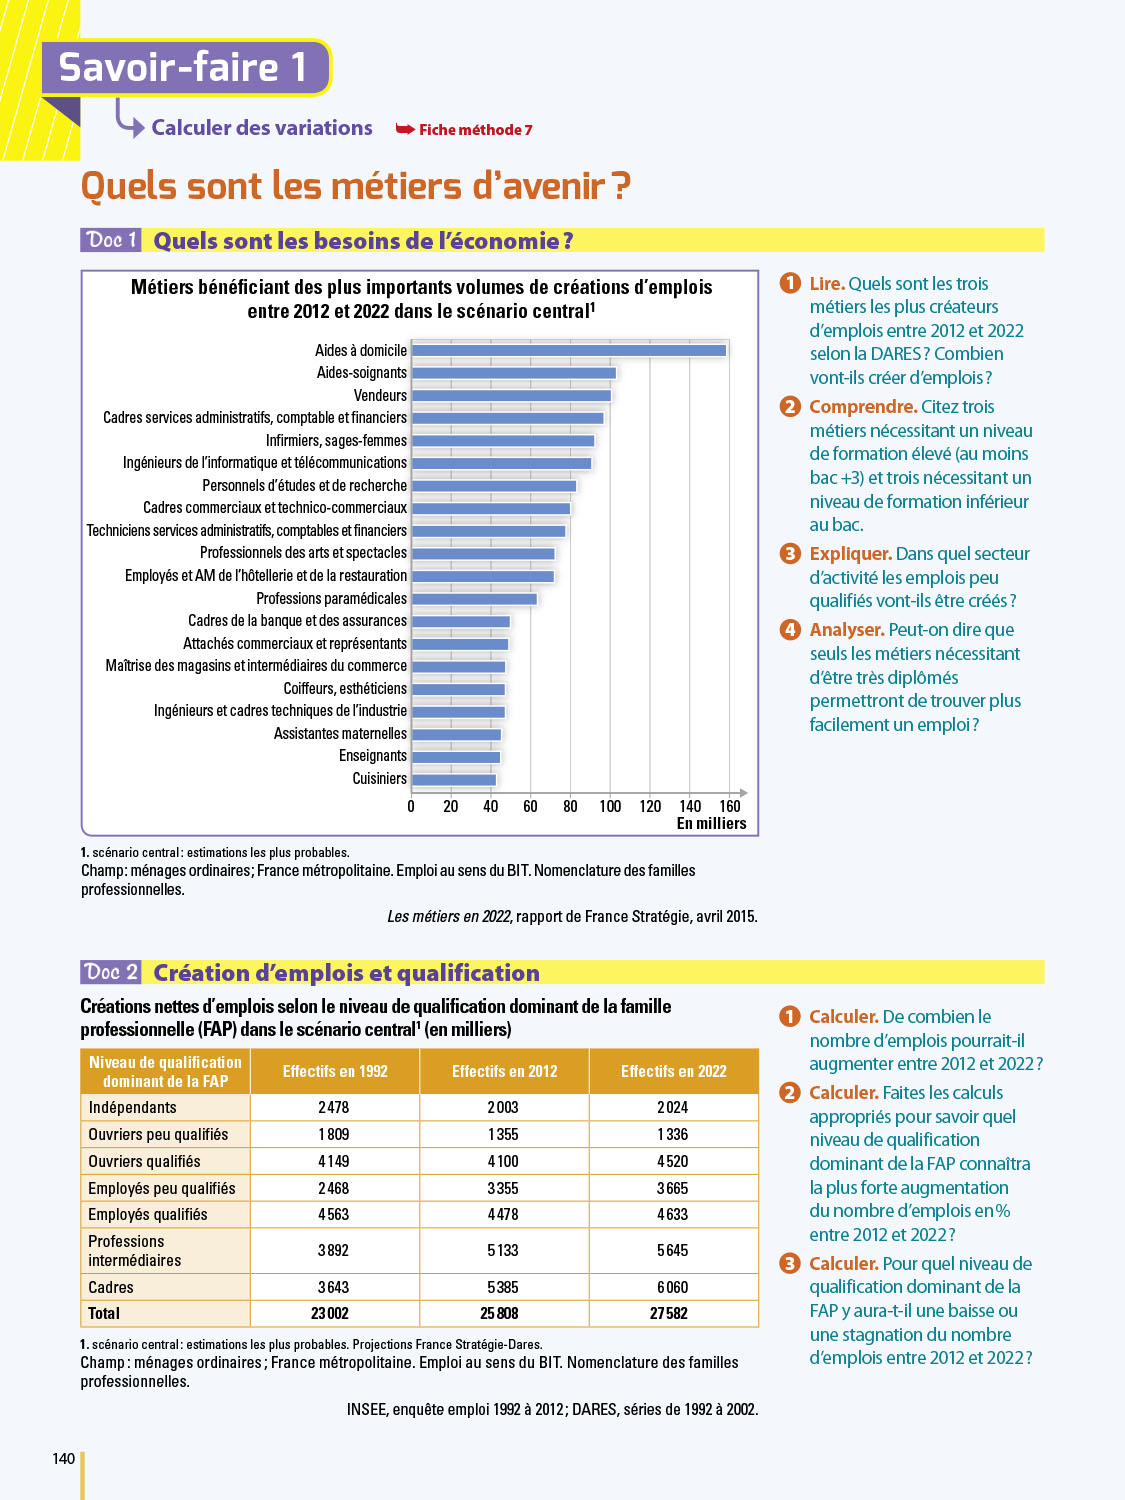 Savoir-faire 1
Calculer des variations ➥ Fiche méthode 7
Quels sont les métiers d’avenir ?
Doc 1 Quels sont les besoins de l’économie ?
Métiers bénéficiant des plus importants volumes de créations d’emplois
entre 2012 et 2022 dans le scénario central¹
Aides à domicile
Aides-soignants
Vendeurs
Cadres services administratifs, comptable et financiers
Infirmiers, sages-femmes
Ingénieurs de l’informatique et télécommunications
Personnels d’études et de recherche
Cadres commerciaux et technico-commerciaux
Techniciens services administratifs, comptables et financiers
Professionnels des arts et spectacles
Employés et AM de l’hôtellerie et de la restauration
Professions paramédicales
Cadres de la banque et des assurances
Attachés commerciaux et représentants
Maîtrise des magasins et intermédiaires du commerce
Coiffeurs, esthéticiens
Ingénieurs et cadres techniques de l’industrie
Assistantes maternelles
Enseignants
Cuisiniers
0 20 40 60 80 100 120 140 160
En milliers
1. scénario central : estimations les plus probables.
Champ : ménages ordinaires ; France métropolitaine. Emploi au sens du BIT. Nomenclature des familles
professionnelles.
Les métiers en 2022, rapport de France Stratégie, avril 2015.
1 Lire. Quels sont les trois
métiers les plus créateurs
d’emplois entre 2012 et 2022
selon la DARES ? Combien
vont-ils créer d’emplois ?
2 Comprendre. Citez trois
métiers nécessitant un niveau
de formation élevé (au moins
bac +3) et trois nécessitant un
niveau de formation inférieur
au bac.
3 Expliquer. Dans quel secteur
d’activité les emplois peu
qualifiés vont-ils être créés ?
4 Analyser. Peut-on dire que
seuls les métiers nécessitant
d’être très diplômés
permettront de trouver plus
facilement un emploi ?
Doc 2 Création d’emplois et qualification
Créations nettes d’emplois selon le niveau de qualification dominant de la famille
professionnelle (FAP) dans le scénario central¹ (en milliers)
Niveau de qualification
dominant de la FAP Effectifs en 1992 Effectifs en 2012 Effectifs en 2022
Indépendants 2 478 2 003 2 024
Ouvriers peu qualifiés 1 809 1 355 1 336
Ouvriers qualifiés 4 149 4 100 4 520
Employés peu qualifiés 2 468 3 355 3 665
Employés qualifiés 4 563 4 478 4 633
Professions
intermédiaires 3 892 5 133 5 645
Cadres 3 643 5 385 6 060
Total 23 002 25 808 27 582
1. scénario central : estimations les plus probables. Projections France Stratégie-Dares.
Champ : ménages ordinaires ; France métropolitaine. Emploi au sens du BIT. Nomenclature des familles
professionnelles.
INSEE, enquête emploi 1992 à 2012 ; DARES, séries de 1992 à 2002.
1 Calculer. De combien le
nombre d’emplois pourrait-il
augmenter entre 2012 et 2022 ?
2 Calculer. Faites les calculs
appropriés pour savoir quel
niveau de qualification
dominant de la FAP connaîtra
la plus forte augmentation
du nombre d’emplois en %
entre 2012 et 2022 ?
3 Calculer. Pour quel niveau de
qualification dominant de la
FAP y aura-t-il une baisse ou
une stagnation du nombre
d’emplois entre 2012 et 2022 ?
140